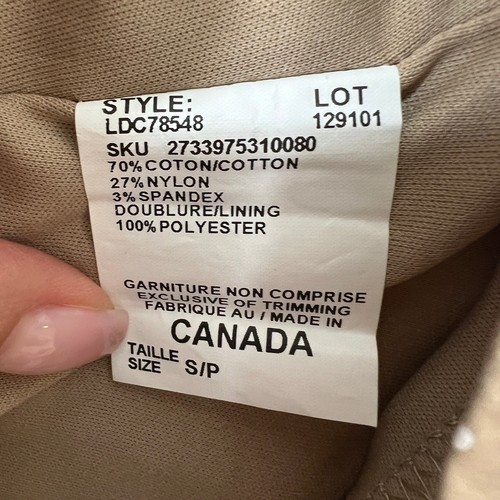 STYLE: LOT
LDC78548 129101
SKU 2733975310080
70% COTON/COTTON
27% NYLON
3% SPANDEX
DOUBLURE/LINING
100% POLYESTER
GARNITURE NON COMPRISE
EXCLUSIVE OF TRIMMING
FABRIQUE AU / MADE IN
CANADA
TAILLE
SIZE S/P